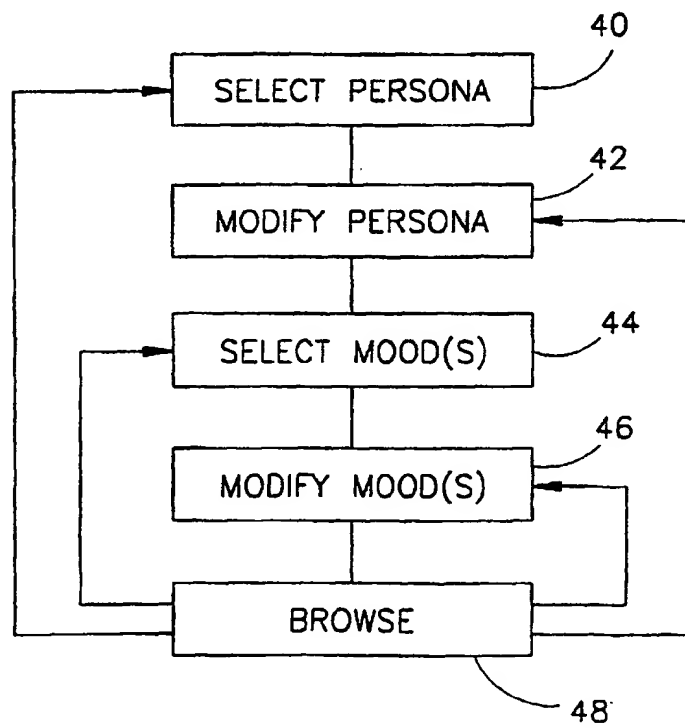 40
SELECT PERSONA
42
MODIFY PERSONA
44
SELECT MOOD(S)
46
MODIFY MOOD(S)
BROWSE
48